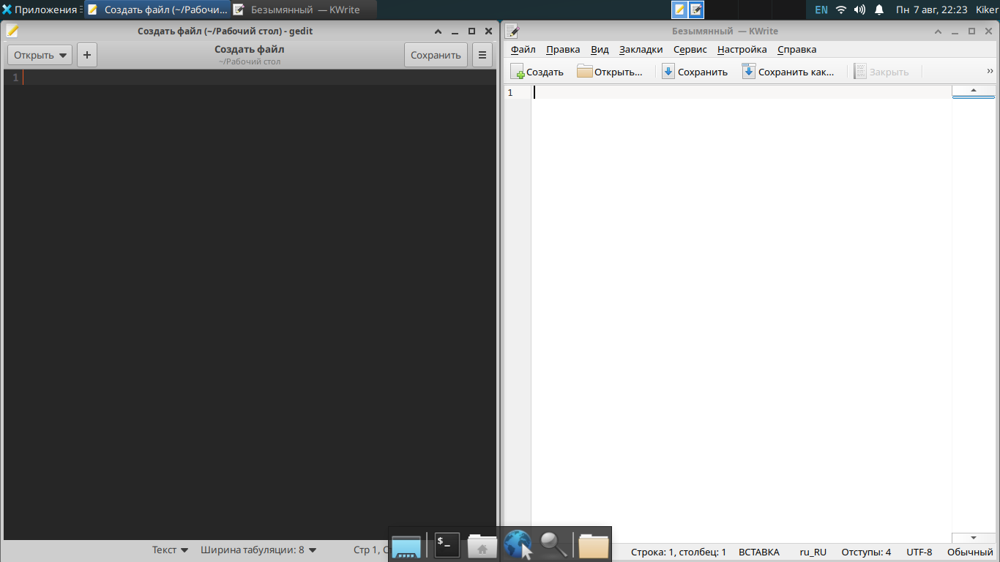 Приложения
Создать файл (~/Рабочи...
Безымянный — KWrite
EN
Пн 7 авг, 22:23
Kiker
Создать файл (~/Рабочий стол) - gedit
Открыть
+
Создать файл
~/Рабочий стол
Сохранить
1
Текст
Ширина табуляции: 8
Стр 1, С
Безымянный — KWrite
Файл Правка Вид Закладки Сервис Настройка Справка
Создать Открыть... Сохранить Сохранить как... Закрыть
1
$_
Строка: 1, столбец: 1 ВСТАВКА ru_RU Отступы: 4 UTF-8 Обычный